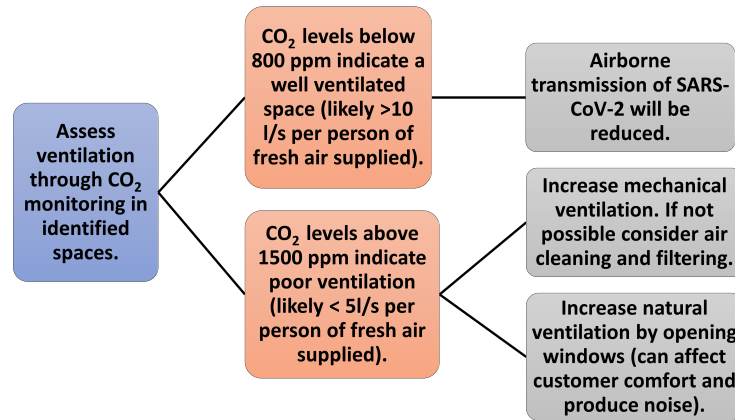 Assess
ventilation
through CO₂
monitoring in
identified
spaces.
CO₂ levels below
800 ppm indicate a
well ventilated
space (likely >10
l/s per person of
fresh air supplied).
CO₂ levels above
1500 ppm indicate
poor ventilation
(likely < 5l/s per
person of fresh air
supplied).
Airborne
transmission of SARS-
CoV-2 will be
reduced.
Increase mechanical
ventilation. If not
possible consider air
cleaning and filtering.
Increase natural
ventilation by opening
windows (can affect
customer comfort and
produce noise).